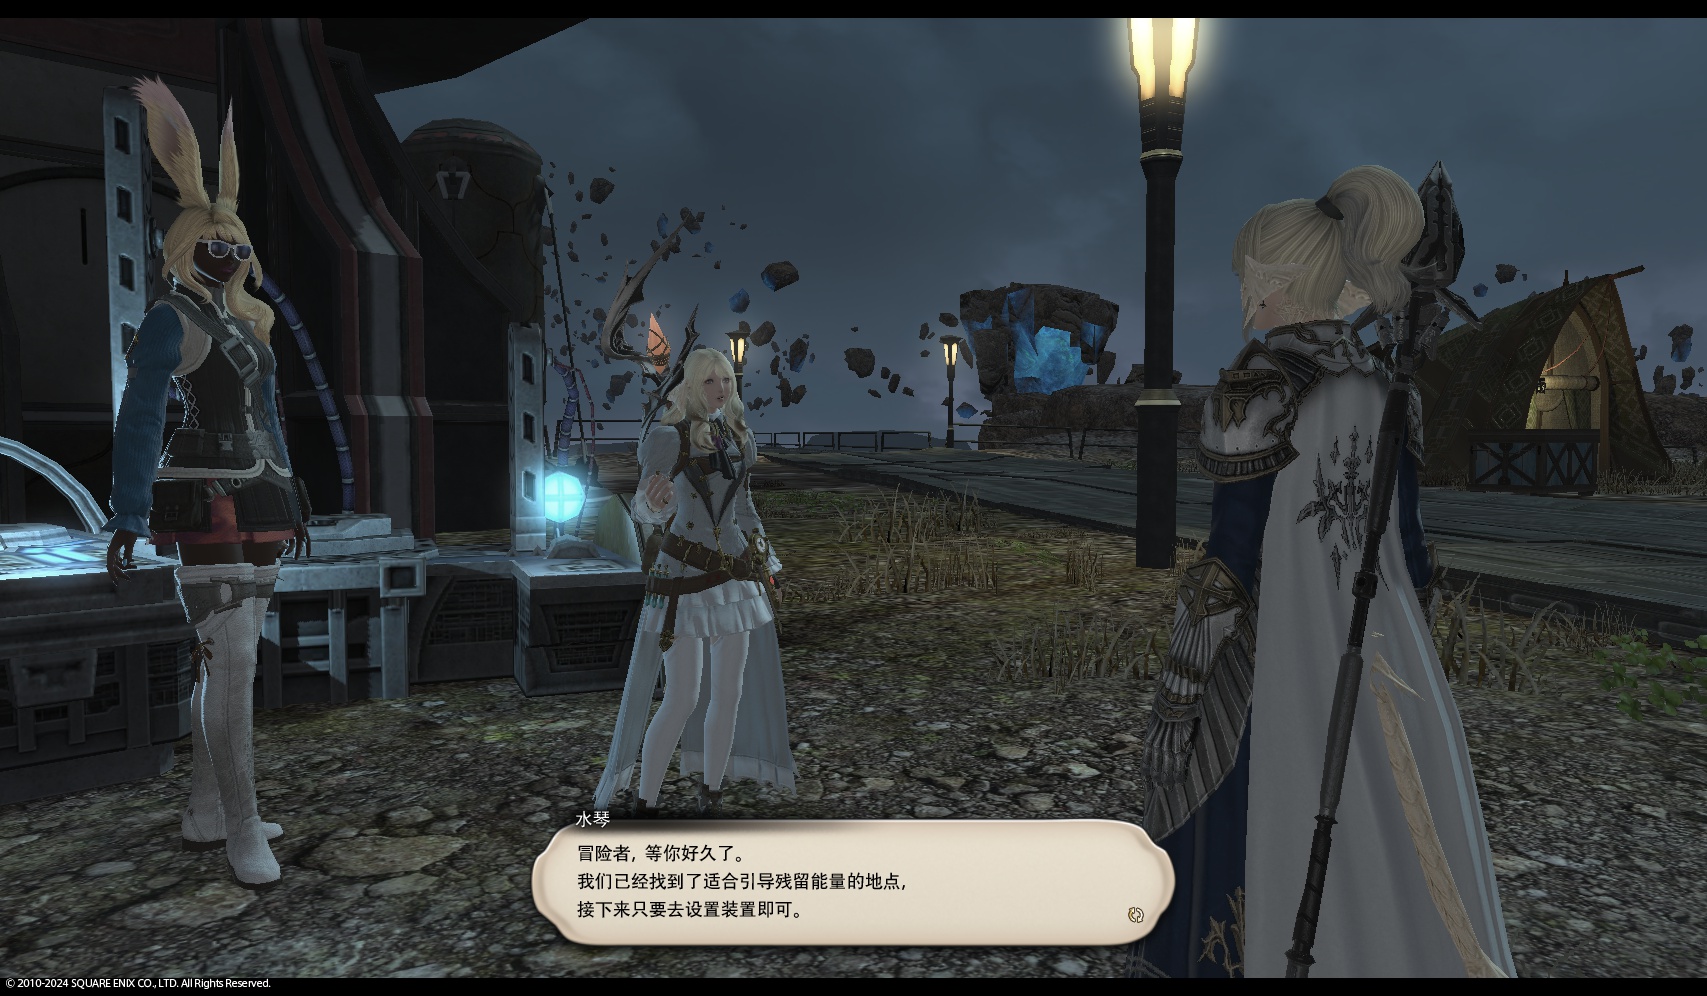 水琴
冒险者，等你好久了。
我们已经找到了适合引导残留能量的地点，
接下来只要去设置装置即可。
© 2010-2024 SQUARE ENIX CO., LTD. All Rights Reserved.